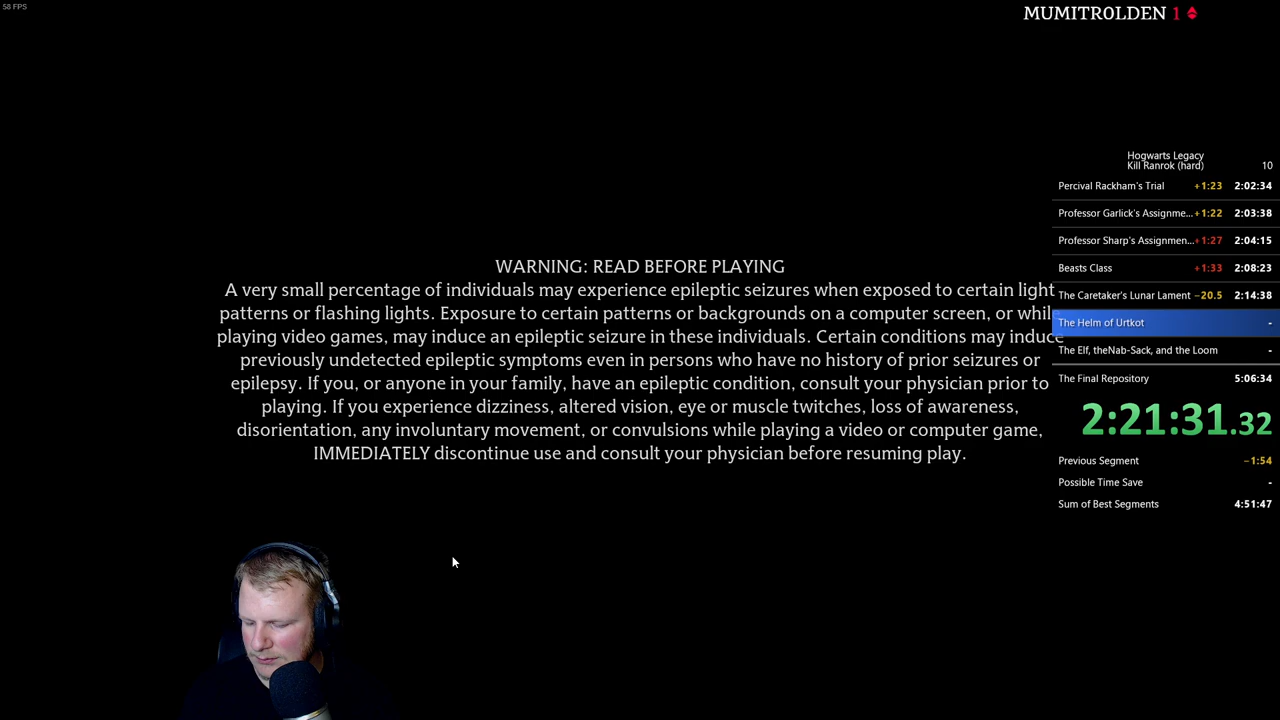 58 FPS
MUMITR0LDEN 1
WARNING: READ BEFORE PLAYING
A very small percentage of individuals may experience epileptic seizures when exposed to certain light
patterns or flashing lights. Exposure to certain patterns or backgrounds on a computer screen, or while
playing video games, may induce an epileptic seizure in these individuals. Certain conditions may induce
previously undetected epileptic symptoms even in persons who have no history of prior seizures or
epilepsy. If you, or anyone in your family, have an epileptic condition, consult your physician prior to
playing. If you experience dizziness, altered vision, eye or muscle twitches, loss of awareness,
disorientation, any involuntary movement, or convulsions while playing a video or computer game,
IMMEDIATELY discontinue use and consult your physician before resuming play.
Hogwarts Legacy
Kill Ranrok (hard) 10
Percival Rackham's Trial +1:23 2:02:34
Professor Garlick's Assignme... +1:22 2:03:38
Professor Sharp's Assignmen... +1:27 2:04:15
Beasts Class +1:33 2:08:23
The Caretaker's Lunar Lament −20.5 2:14:38
The Helm of Urtkot -
The Elf, theNab-Sack, and the Loom -
The Final Repository 5:06:34
2:21:31.32
Previous Segment −1:54
Possible Time Save -
Sum of Best Segments 4:51:47